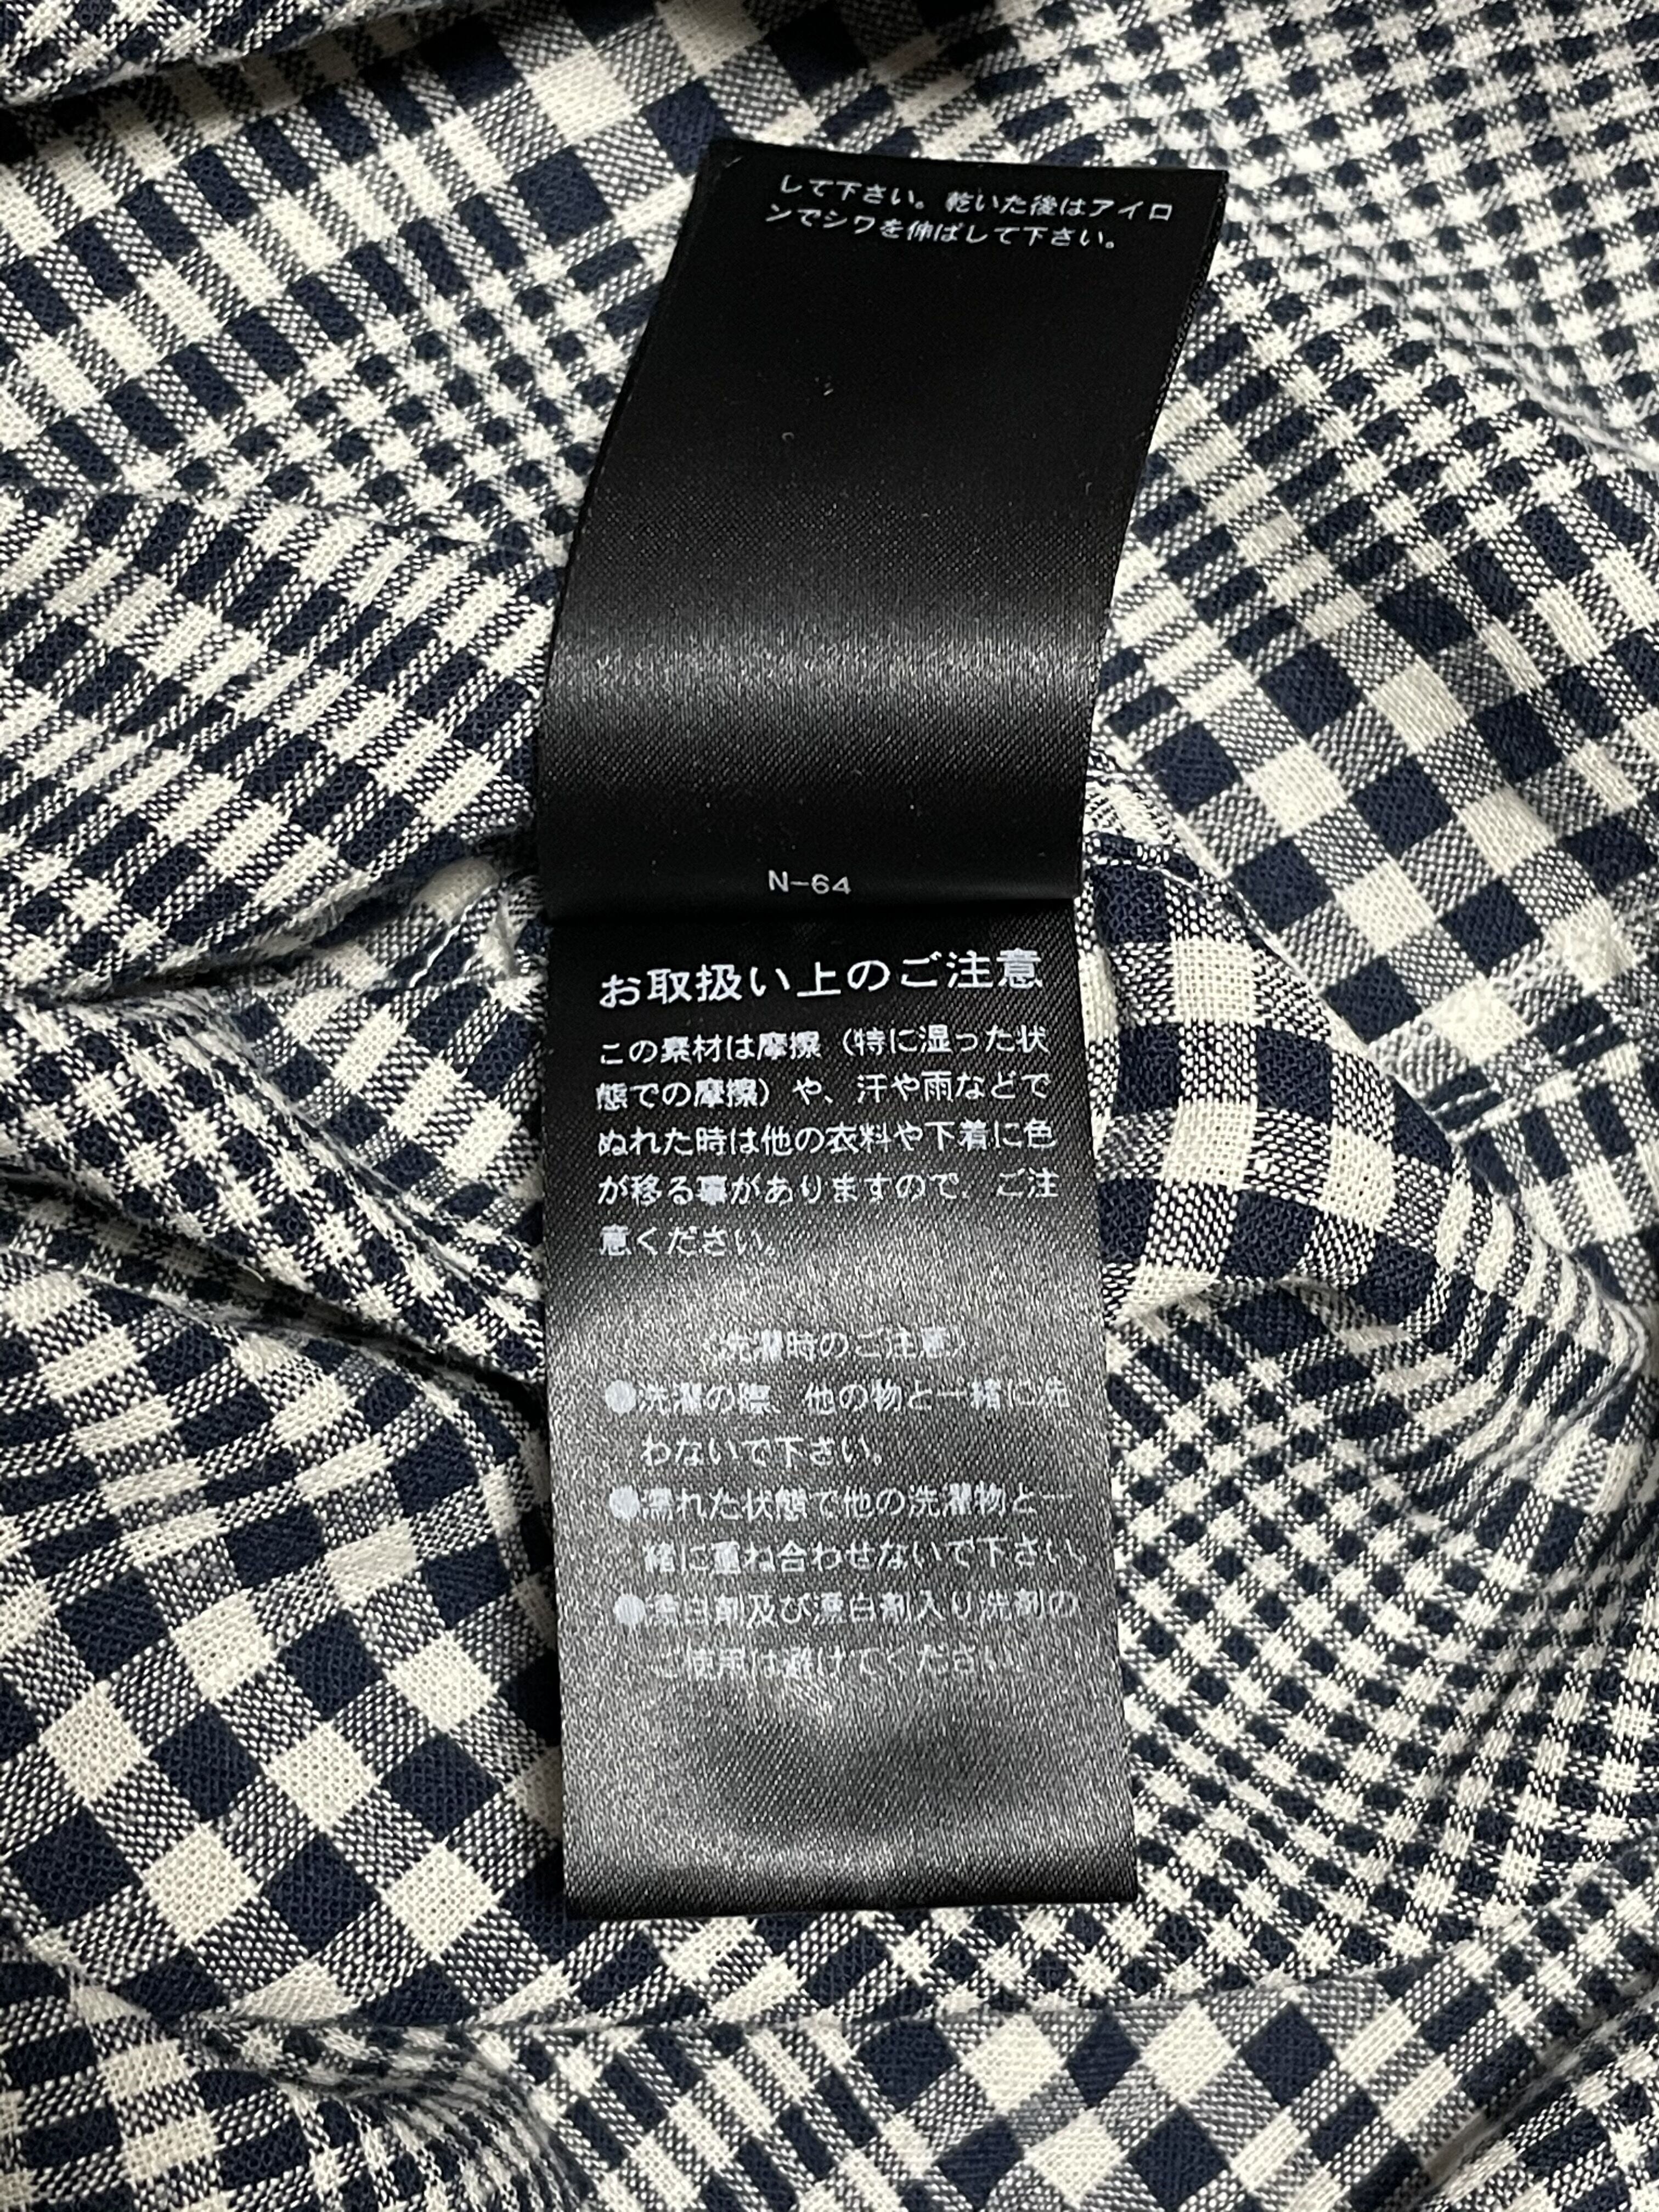 して下さい。乾いた後はアイロ
ンでシワを伸ばして下さい。
N-64
お取扱い上のご注意
この素材は摩擦（特に湿った状
態での摩擦）や、汗や雨などで
ぬれた時は他の衣料や下着に色
が移る事がありますので、ご注
意ください。
〈洗濯時のご注意〉
●洗濯の際、他の物と一緒に洗
わないで下さい。
●濡れた状態で他の洗濯物と一
緒に重ね合わせないで下さい。
●漂白剤及び漂白剤入り洗剤の
ご使用は避けてください。